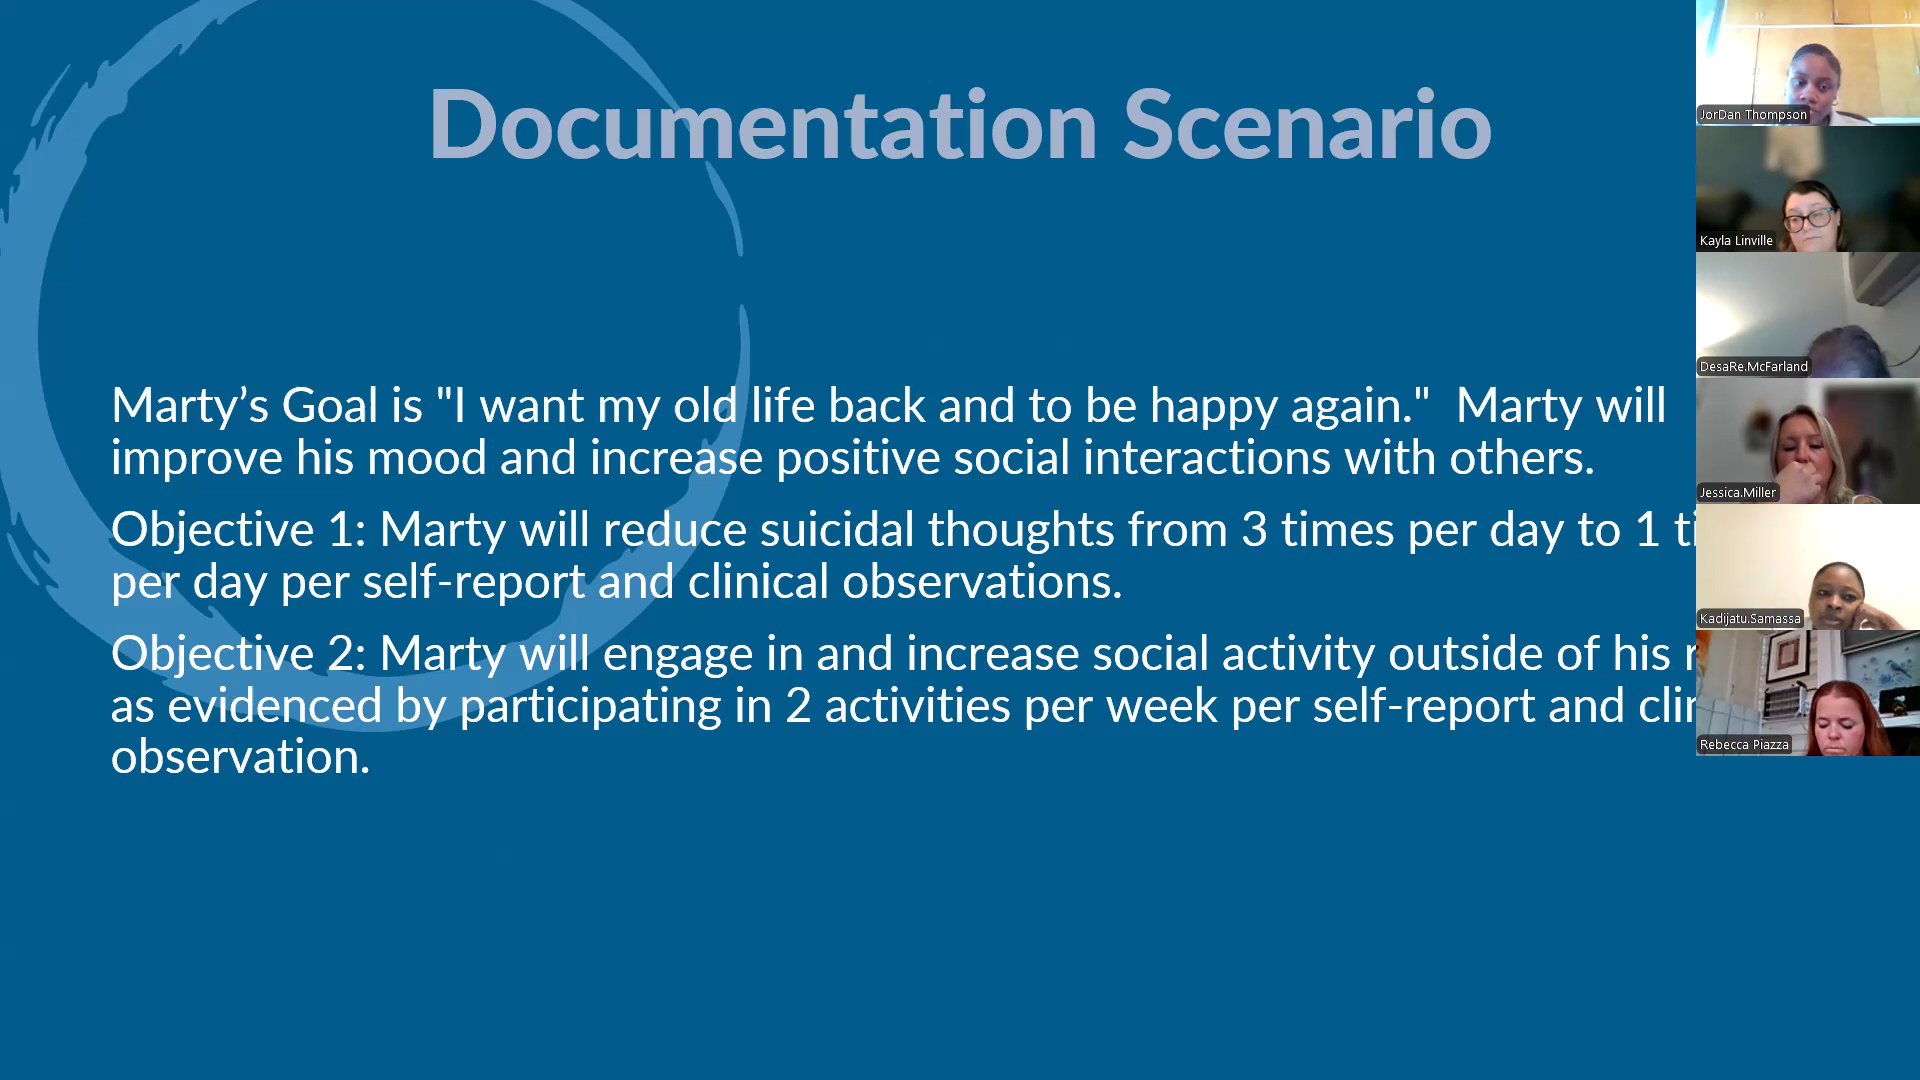 Documentation Scenario
Marty’s Goal is "I want my old life back and to be happy again."  Marty will
improve his mood and increase positive social interactions with others.
Objective 1: Marty will reduce suicidal thoughts from 3 times per day to 1
per day per self-report and clinical observations.
Objective 2: Marty will engage in and increase social activity outside of his
as evidenced by participating in 2 activities per week per self-report and
observation.
JorDan Thompson
Kayla Linville
DesaRe.McFarland
Jessica.Miller
Kadijatu.Samassa
Rebecca Piazza